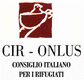 CIR - ONLUS
CONSIGLIO ITALIANO
PER I RIFUGIATI